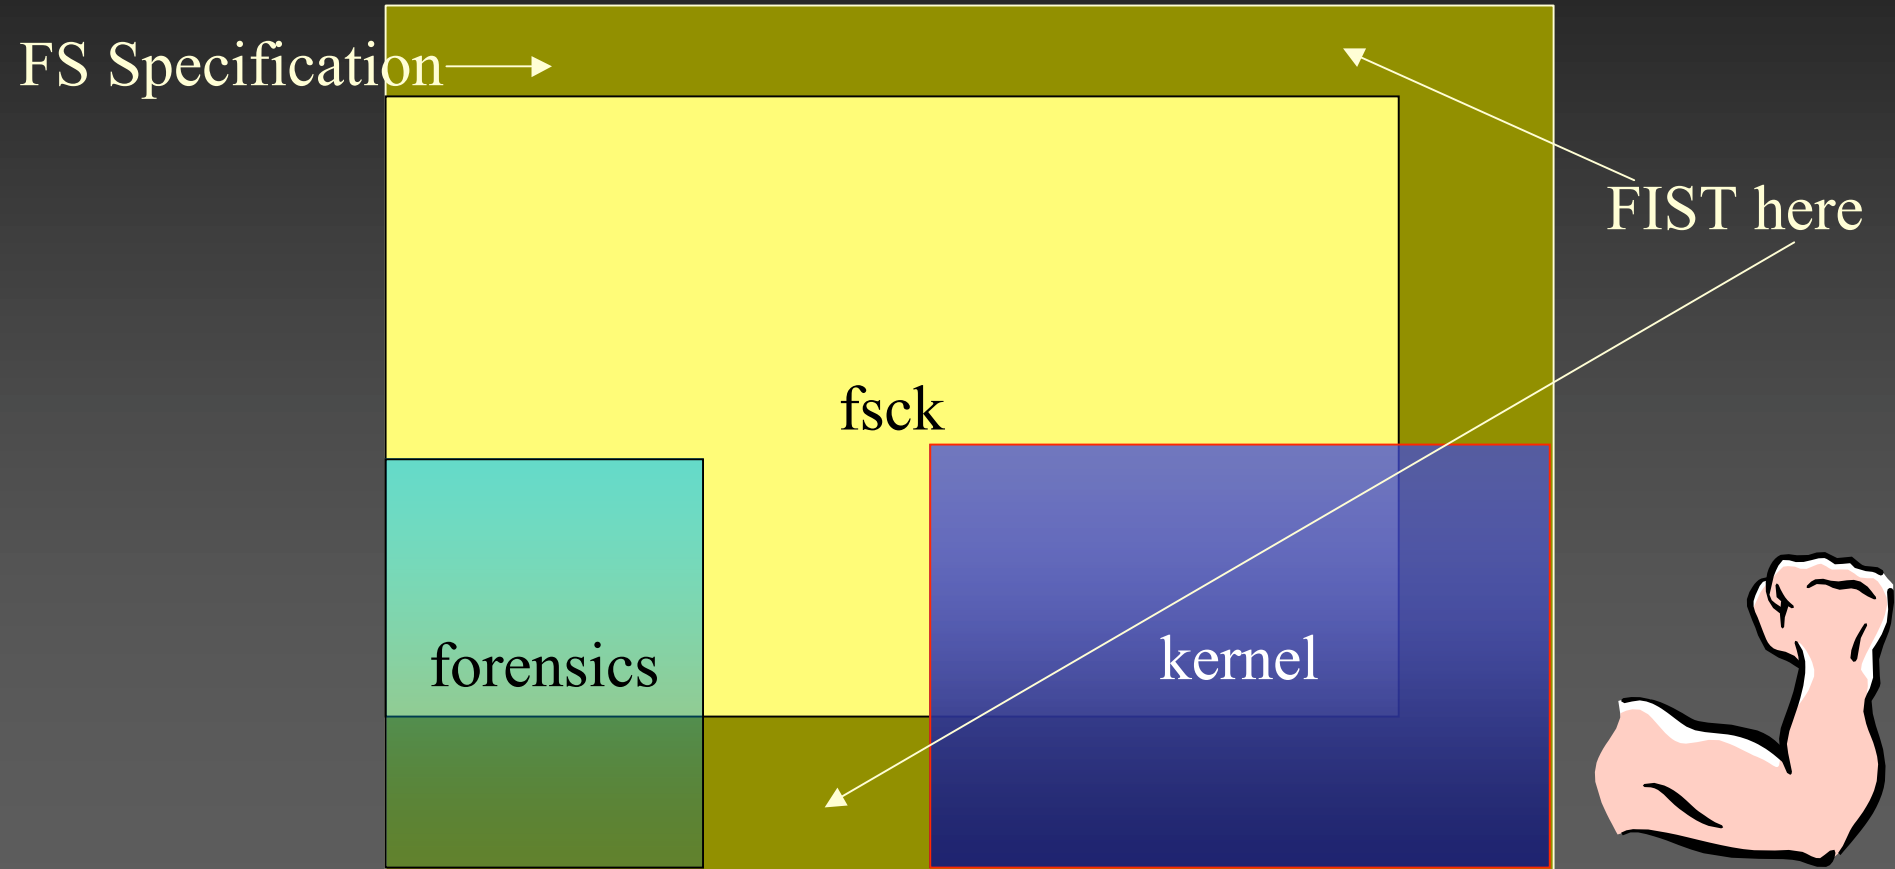 FS Specification
FIST here
fsck
forensics
kernel